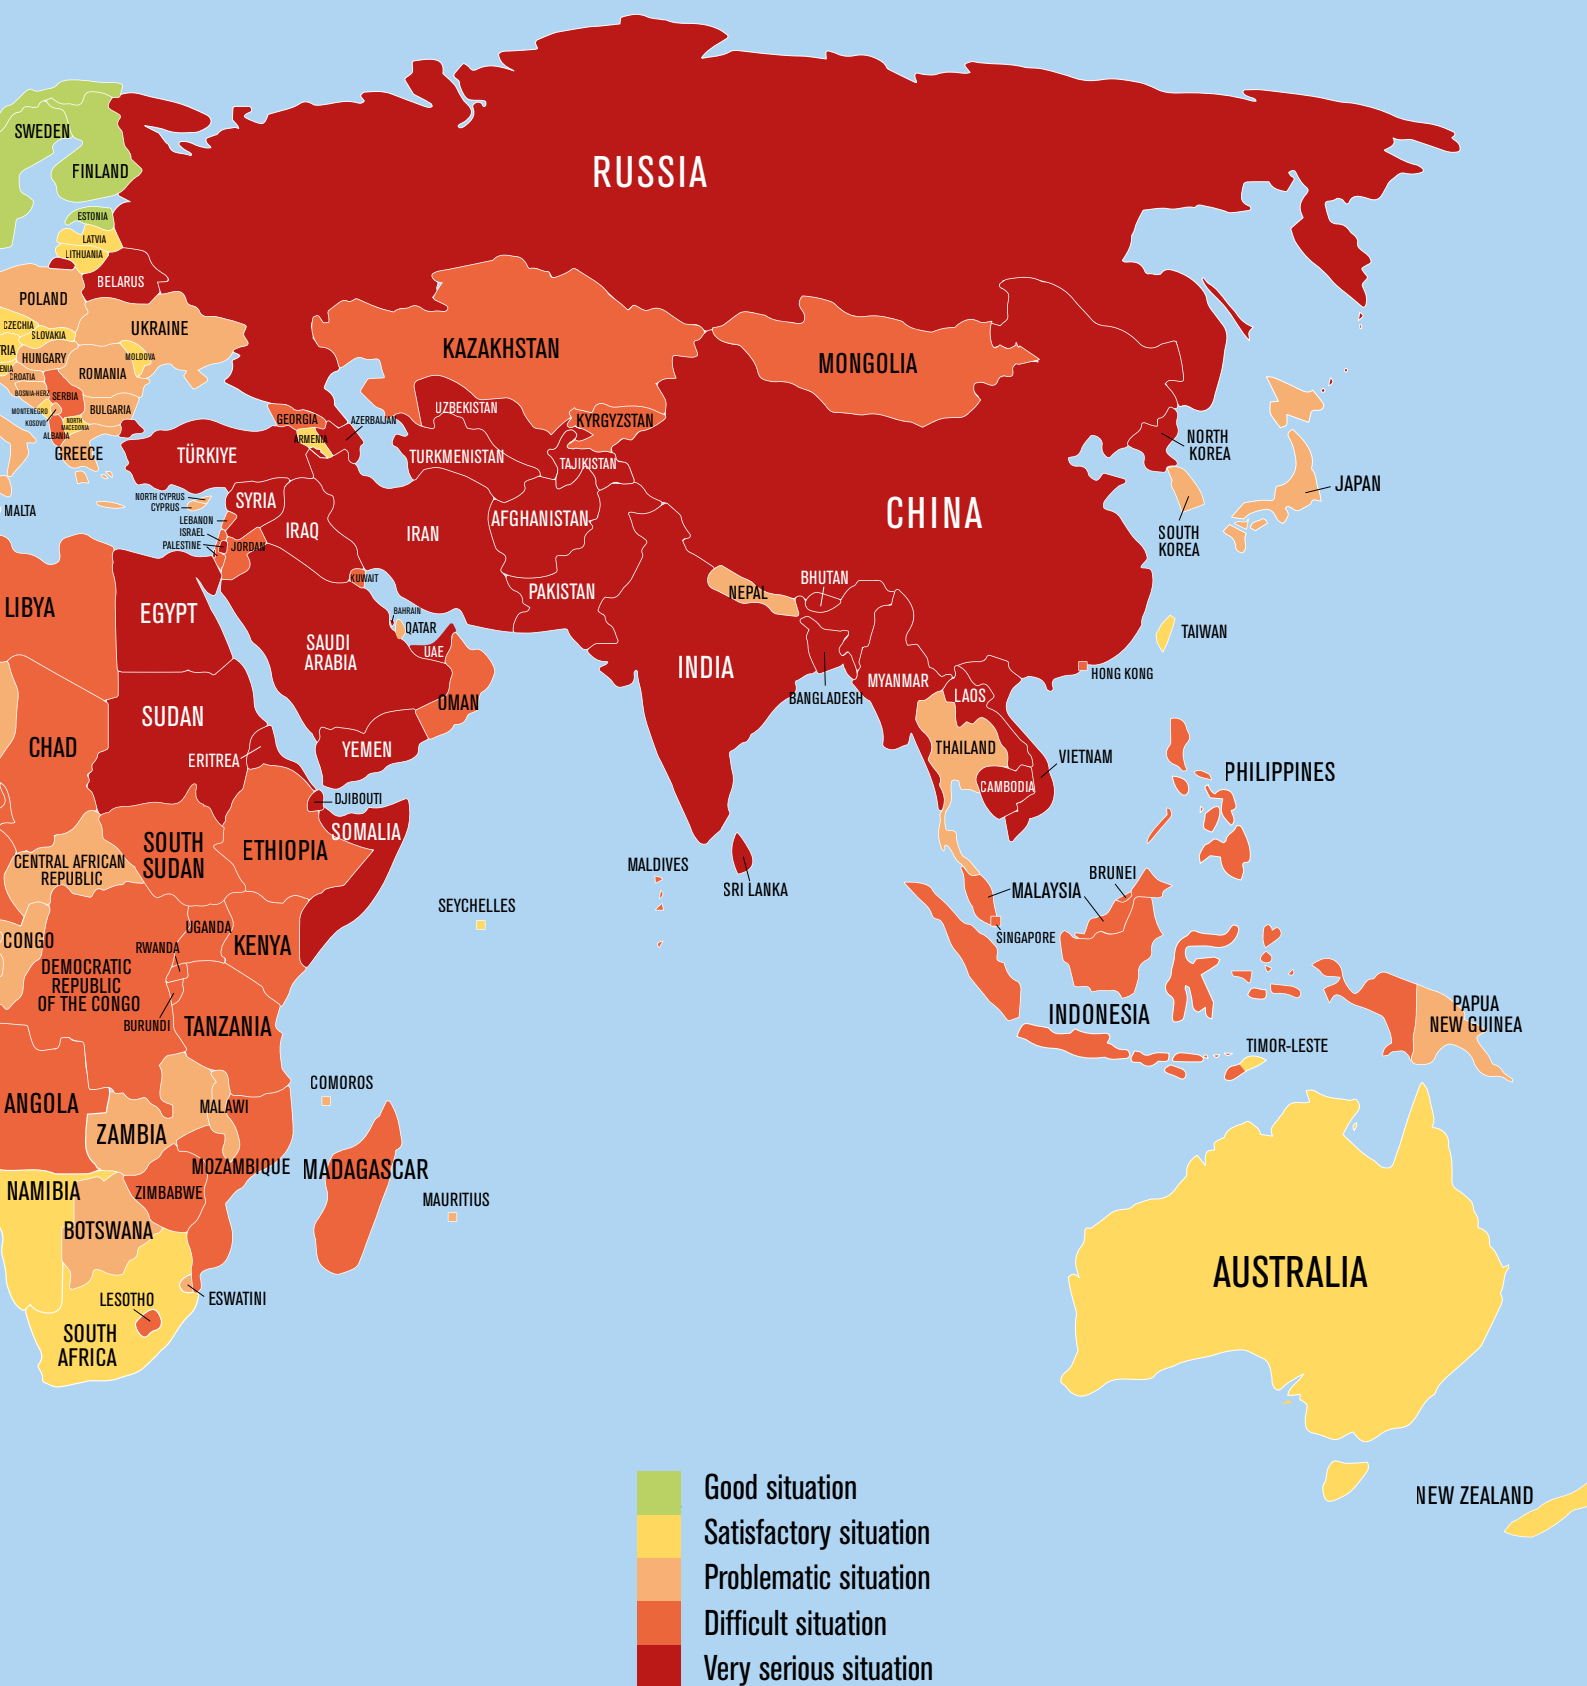 RUSSIA
SWEDEN
FINLAND
ESTONIA
LATVIA
LITHUANIA
BELARUS
POLAND
UKRAINE
CZECHIA
SLOVAKIA
TRIA
HUNGARY
MOLDOVA
ENIA
CROATIA
ROMANIA
BOSNIA-HERZ
SERBIA
MONTENEGRO
BULGARIA
KOSOVO
NORTH
MACEDONIA
ALBANIA
GREECE
MALTA
KAZAKHSTAN
MONGOLIA
UZBEKISTAN
KYRGYZSTAN
GEORGIA
AZERBAIJAN
ARMENIA
TÜRKIYE
TURKMENISTAN
TAJIKISTAN
NORTH
KOREA
JAPAN
SOUTH
KOREA
CHINA
NORTH CYPRUS
CYPRUS
SYRIA
LEBANON
ISRAEL
PALESTINE
JORDAN
IRAQ
IRAN
AFGHANISTAN
KUWAIT
PAKISTAN
NEPAL
BHUTAN
BAHRAIN
QATAR
TAIWAN
LIBYA
EGYPT
SAUDI
ARABIA
UAE
OMAN
INDIA
BANGLADESH
MYANMAR
LAOS
HONG KONG
SUDAN
CHAD
ERITREA
YEMEN
THAILAND
VIETNAM
CAMBODIA
PHILIPPINES
DJIBOUTI
SOMALIA
SOUTH
SUDAN
ETHIOPIA
CENTRAL AFRICAN
REPUBLIC
MALDIVES
SRI LANKA
BRUNEI
MALAYSIA
SINGAPORE
SEYCHELLES
UGANDA
CONGO
RWANDA
KENYA
DEMOCRATIC
REPUBLIC
OF THE CONGO
BURUNDI
TANZANIA
INDONESIA
PAPUA
NEW GUINEA
TIMOR-LESTE
COMOROS
ANGOLA
MALAWI
ZAMBIA
MOZAMBIQUE
MADAGASCAR
NAMIBIA
ZIMBABWE
MAURITIUS
BOTSWANA
AUSTRALIA
LESOTHO
ESWATINI
SOUTH
AFRICA
NEW ZEALAND
Good situation
Satisfactory situation
Problematic situation
Difficult situation
Very serious situation